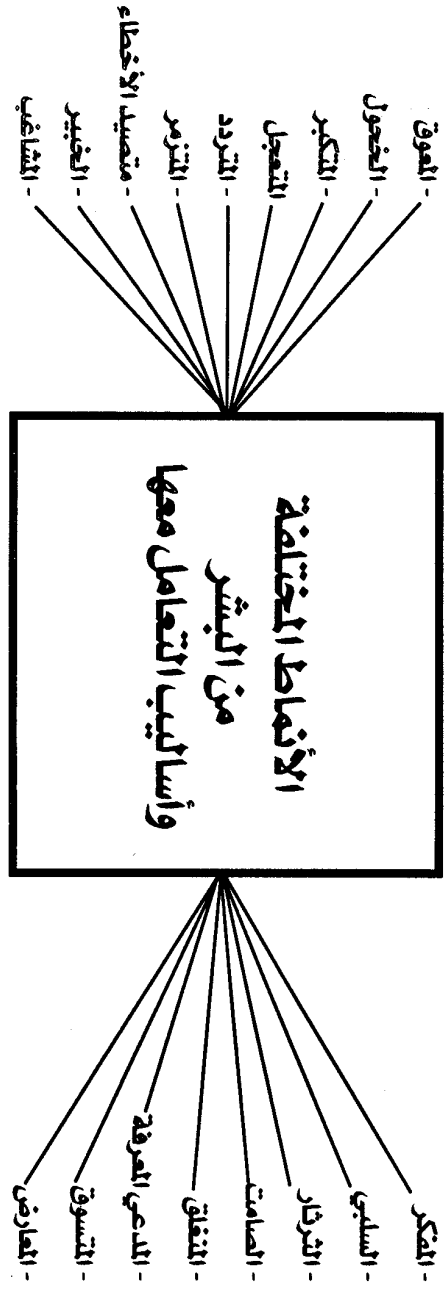 الأنماط المختلفة
من البشر
وأساليب التعامل معها
- المفكر
- السلبي
- الثرثار
- الصامت
- المنغلق
- المدعي المعرفة
- المتسوق
- المعارض
- المعوق
- الخجول
- المتكبر
المتعجل
- المتردد
- المتزمر
- متصيد الأخطاء
- الخبير
- المشاغب